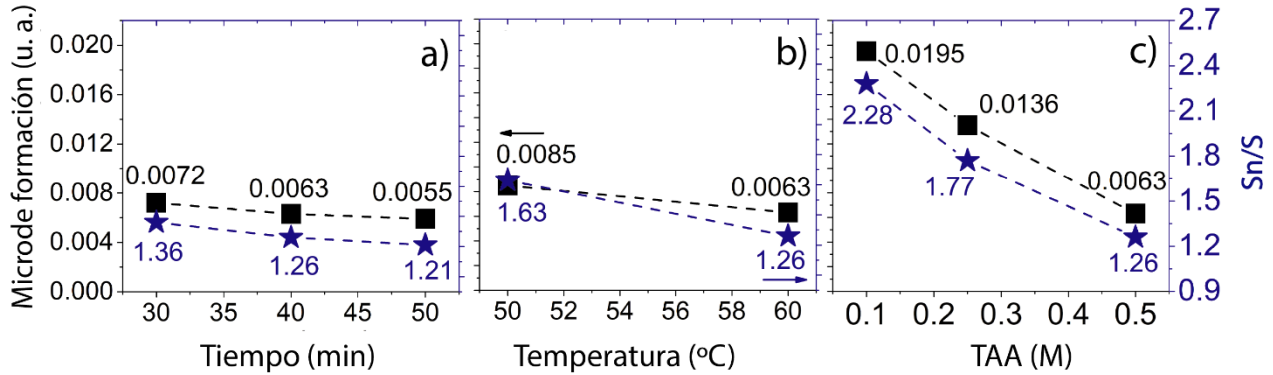 Microde formación (u. a.)
0.020
0.016
0.012
0.008
0.004
0.000
a)
0.0072
0.0063
0.0055
1.36
1.26
1.21
30 35 40 45 50
Tiempo (min)
b)
0.0085
0.0063
1.63
1.26
50 52 54 56 58 60
Temperatura (ºC)
c)
0.0195
0.0136
0.0063
2.28
1.77
1.26
0.1 0.2 0.3 0.4 0.5
TAA (M)
2.7
2.4
2.1
1.8
1.5
1.2
0.9
Sn/S